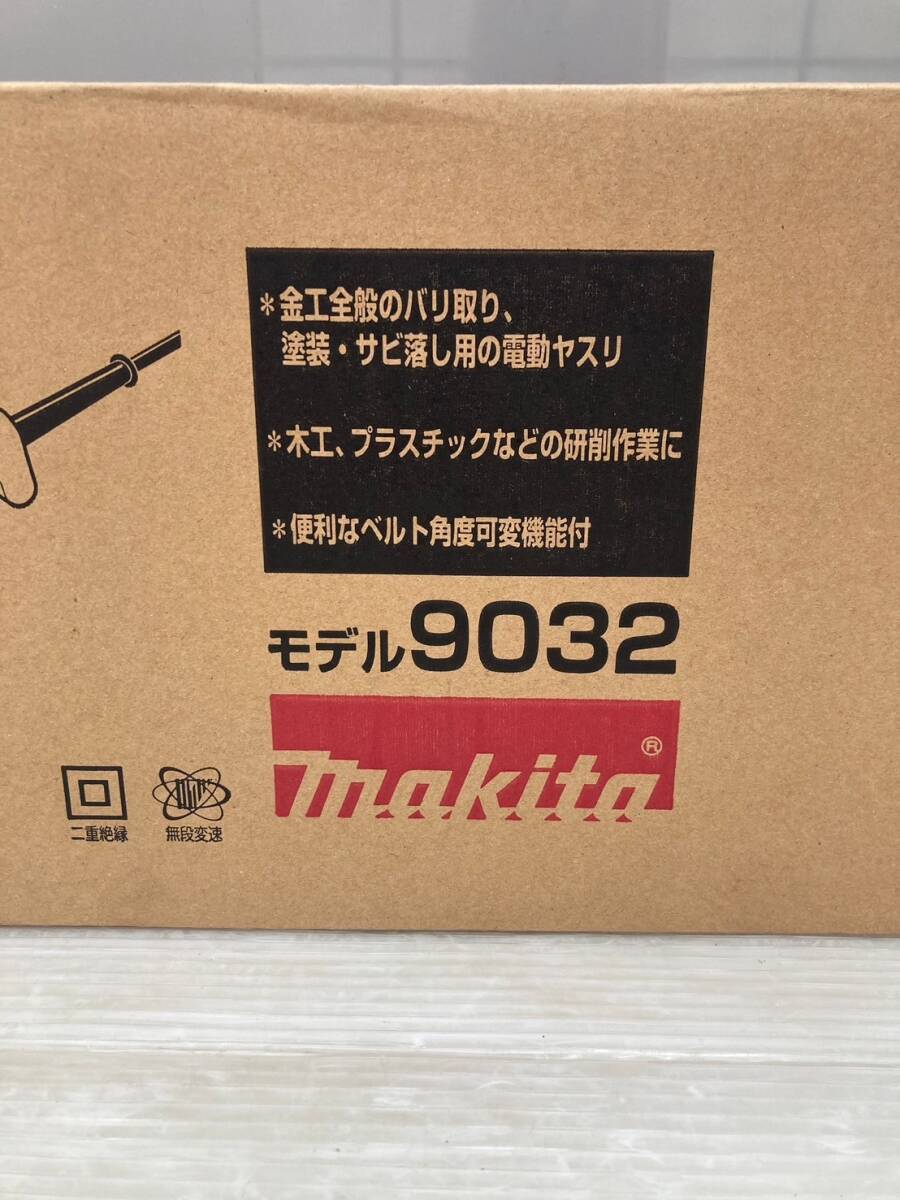 *金工全般のバリ取り、
塗装・サビ落し用の電動ヤスリ
*木工、プラスチックなどの研削作業に
*便利なベルト角度可変機能付
モデル9032
makita®
二重絶縁
無段変速